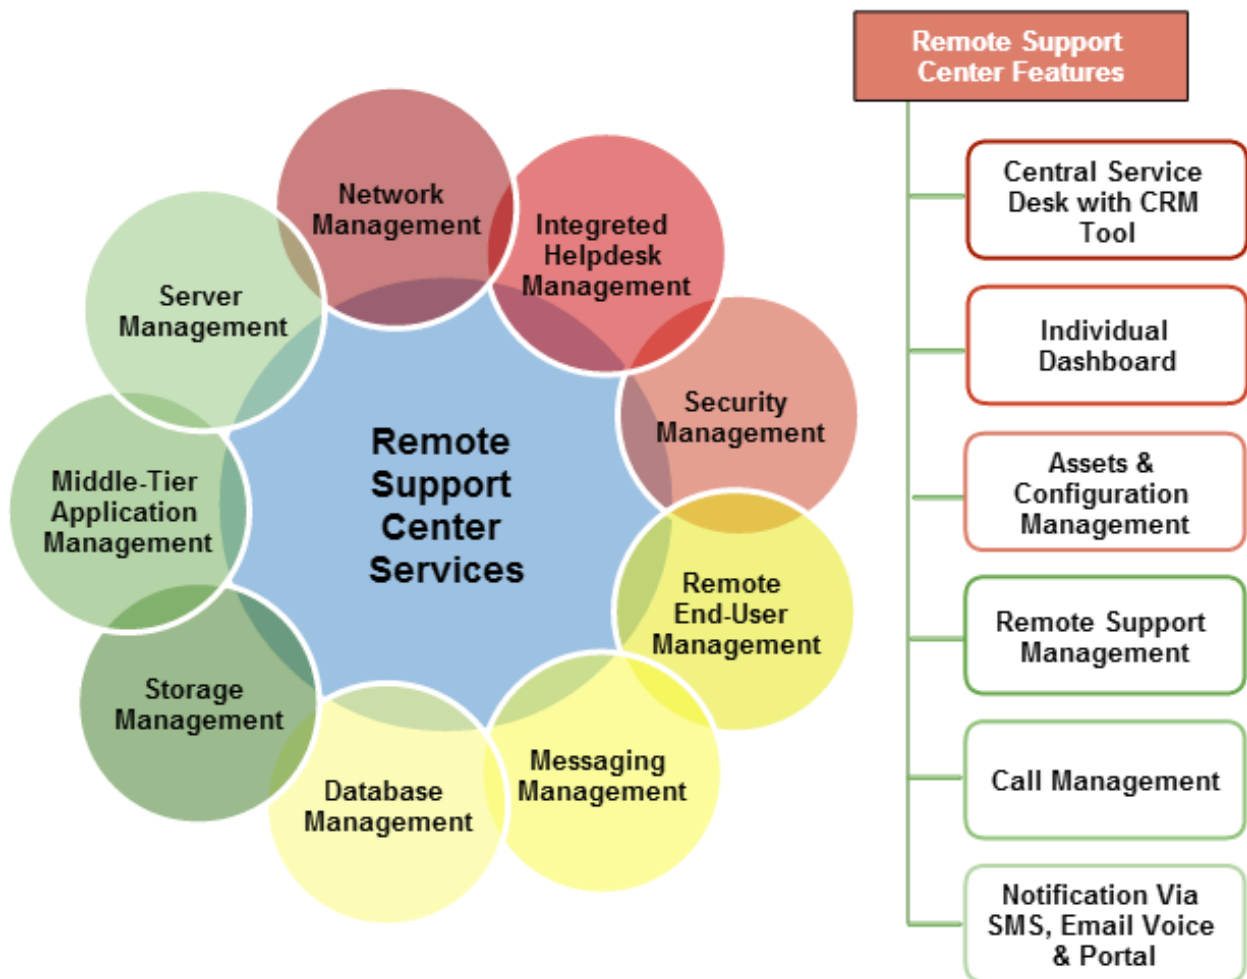 Remote Support
Center Features
Network
Management
Integreted
Helpdesk
Management
Server
Management
Security
Management
Remote
Support
Center
Services
Middle-Tier
Application
Management
Remote
End-User
Management
Storage
Management
Messaging
Management
Database
Management
Central Service
Desk with CRM
Tool
Individual
Dashboard
Assets &
Configuration
Management
Remote Support
Management
Call Management
Notification Via
SMS, Email Voice
& Portal